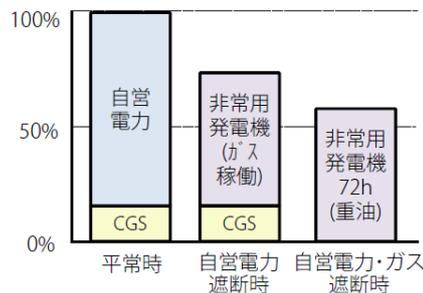 100%
50%
0%
自営
電力
CGS
非常用
発電機
(ｶﾞｽ
稼働)
CGS
非常用
発電機
72h
(重油)
平常時
自営電力
遮断時
自営電力・ガス
遮断時